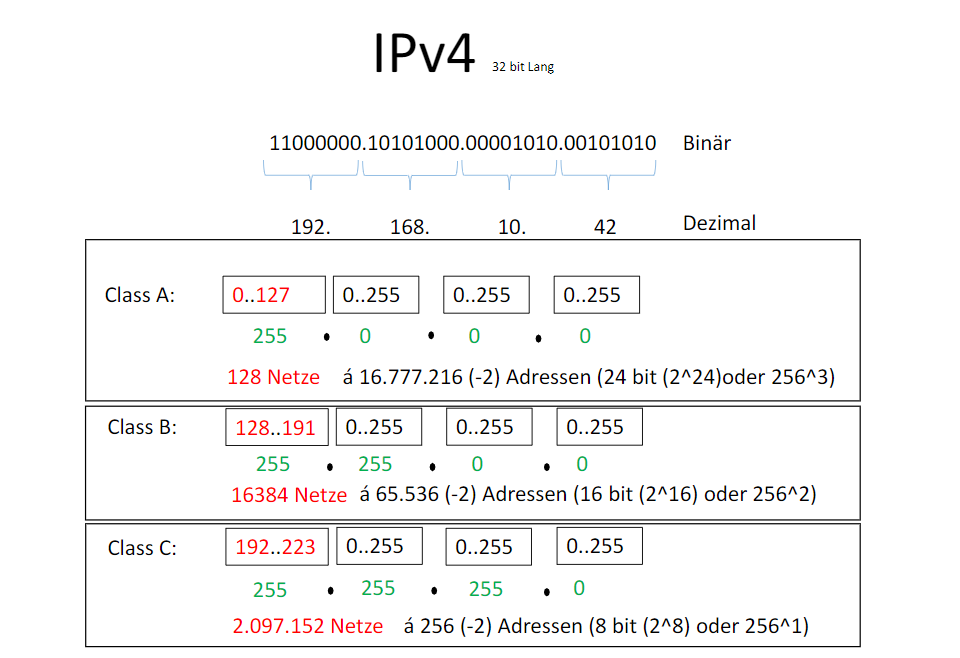 IPv4 32 bit Lang
11000000.10101000.00001010.00101010 Binär
192. 168. 10. 42 Dezimal
Class A: 0..127 0..255 0..255 0..255
255 . 0 . 0 . 0
128 Netze á 16.777.216 (-2) Adressen (24 bit (2^24)oder 256^3)
Class B: 128..191 0..255 0..255 0..255
255 . 255 . 0 . 0
16384 Netze á 65.536 (-2) Adressen (16 bit (2^16) oder 256^2)
Class C: 192..223 0..255 0..255 0..255
255 . 255 . 255 . 0
2.097.152 Netze á 256 (-2) Adressen (8 bit (2^8) oder 256^1)